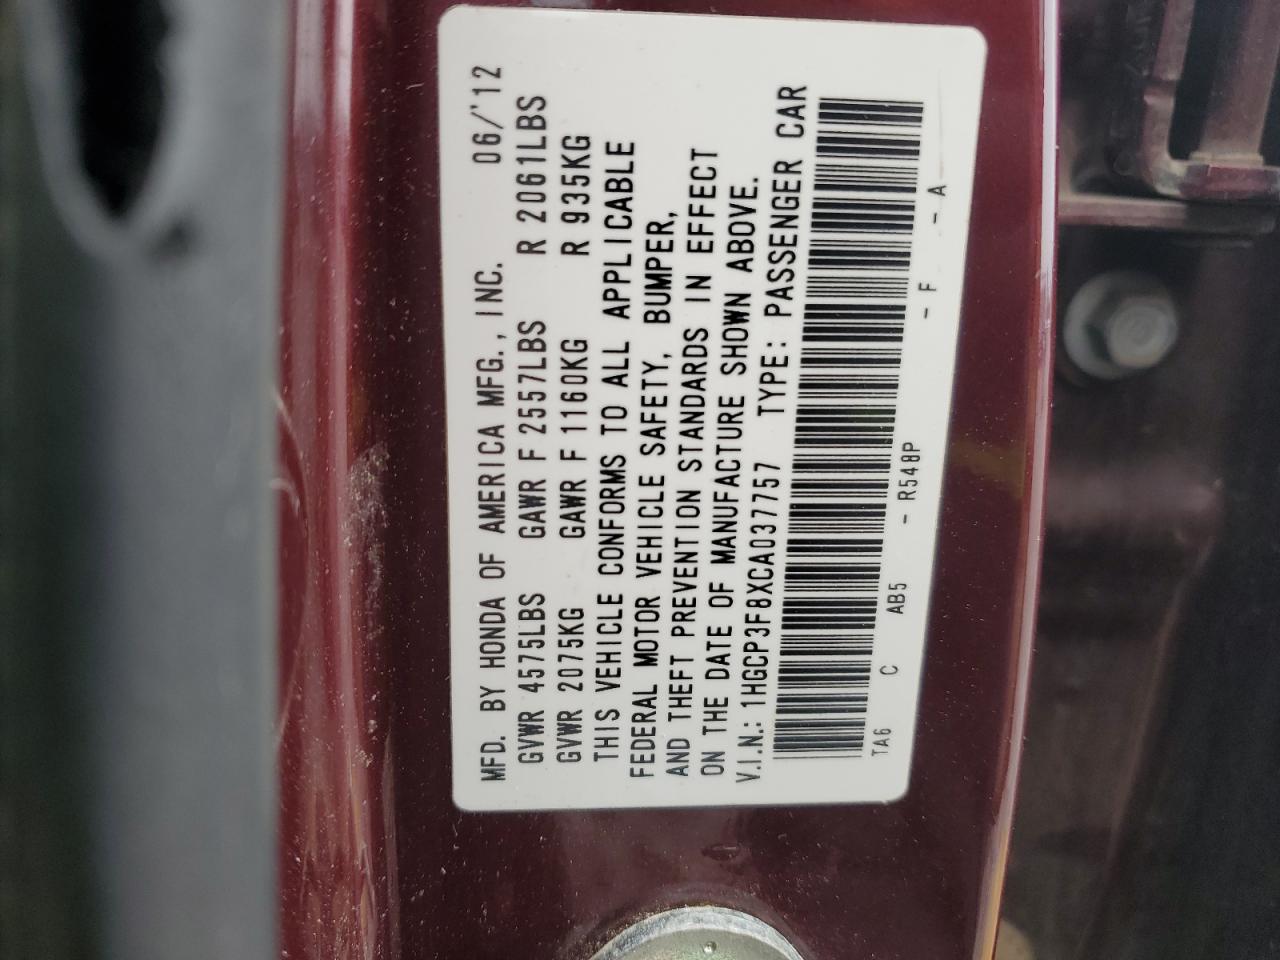 MFD. BY HONDA OF AMERICA MFG., INC. 06/'12
GVWR 4575LBS GAWR F 2557LBS R 2061LBS
GVWR 2075KG GAWR F 1160KG R 935KG
THIS VEHICLE CONFORMS TO ALL APPLICABLE
FEDERAL MOTOR VEHICLE SAFETY, BUMPER,
AND THEFT PREVENTION STANDARDS IN EFFECT
ON THE DATE OF MANUFACTURE SHOWN ABOVE.
V.I.N.: 1HGCP3F8XCA037757 TYPE: PASSENGER CAR
TA6 C AB5 - R548P - F - A